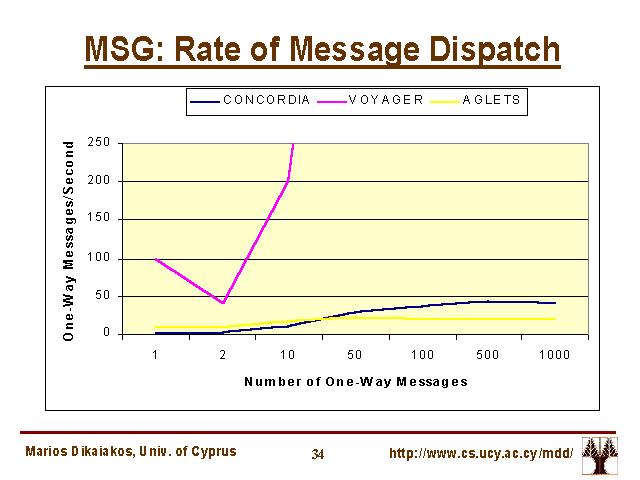 MSG: Rate of Message Dispatch
CONCORDIA VOYAGER AGLETS
One-Way Messages/Second
250
200
150
100
50
0
1 2 10 50 100 500 1000
Number of One-Way Messages
Marios Dikaiakos, Univ. of Cyprus 34 http://www.cs.ucy.ac.cy/mdd/